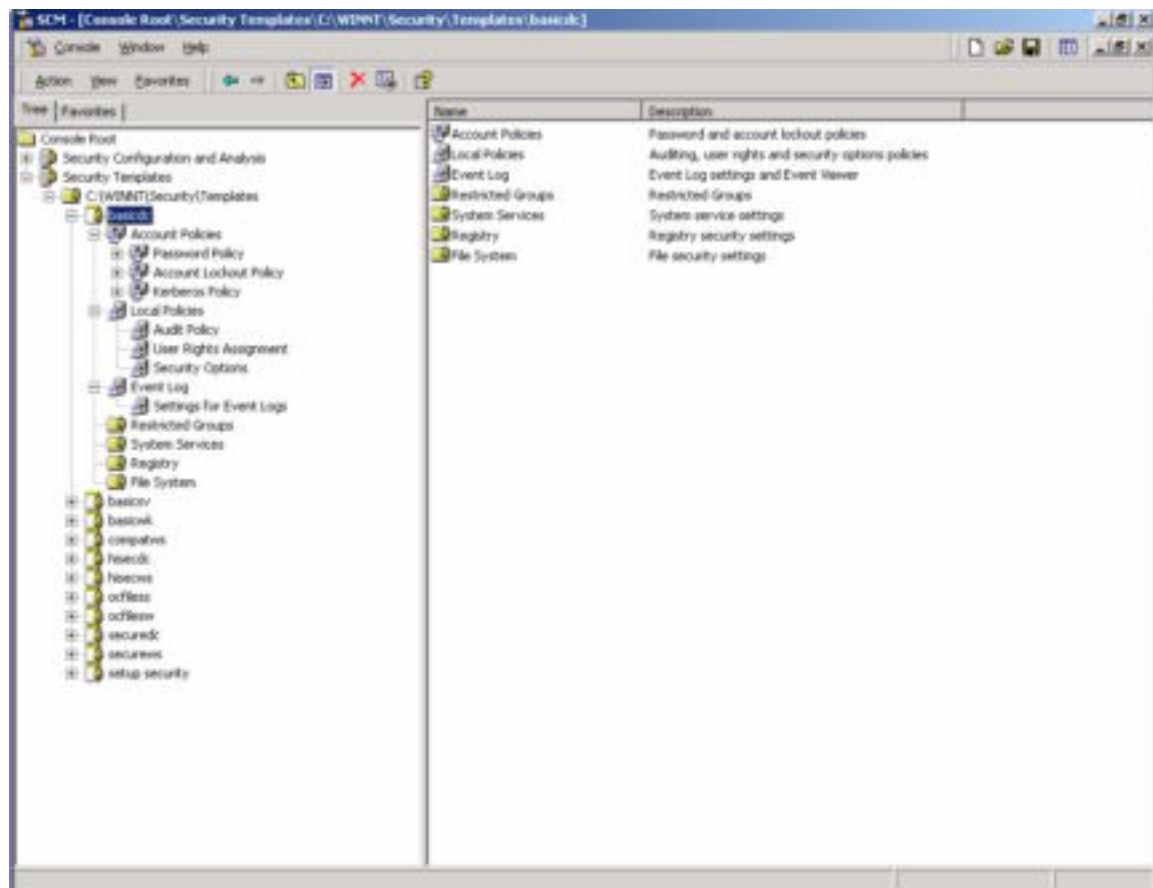 SCM - [Console Root\Security Templates\C:\WINNT\Security\Templates\basicdc]
Console Window Help
Action View Favorites
Tree Favorites
Console Root
Security Configuration and Analysis
Security Templates
C:\WINNT\Security\Templates
basicdc
Account Policies
Password Policy
Account Lockout Policy
Kerberos Policy
Local Policies
Audit Policy
User Rights Assignment
Security Options
Event Log
Settings for Event Logs
Restricted Groups
System Services
Registry
File System
basicsv
basicwk
compatws
hisecdc
hisecws
ocfiless
ocfilesw
securedc
securews
setup security
Name Description
Account Policies Password and account lockout policies
Local Policies Auditing, user rights and security options policies
Event Log Event Log settings and Event Viewer
Restricted Groups Restricted Groups
System Services System service settings
Registry Registry security settings
File System File security settings